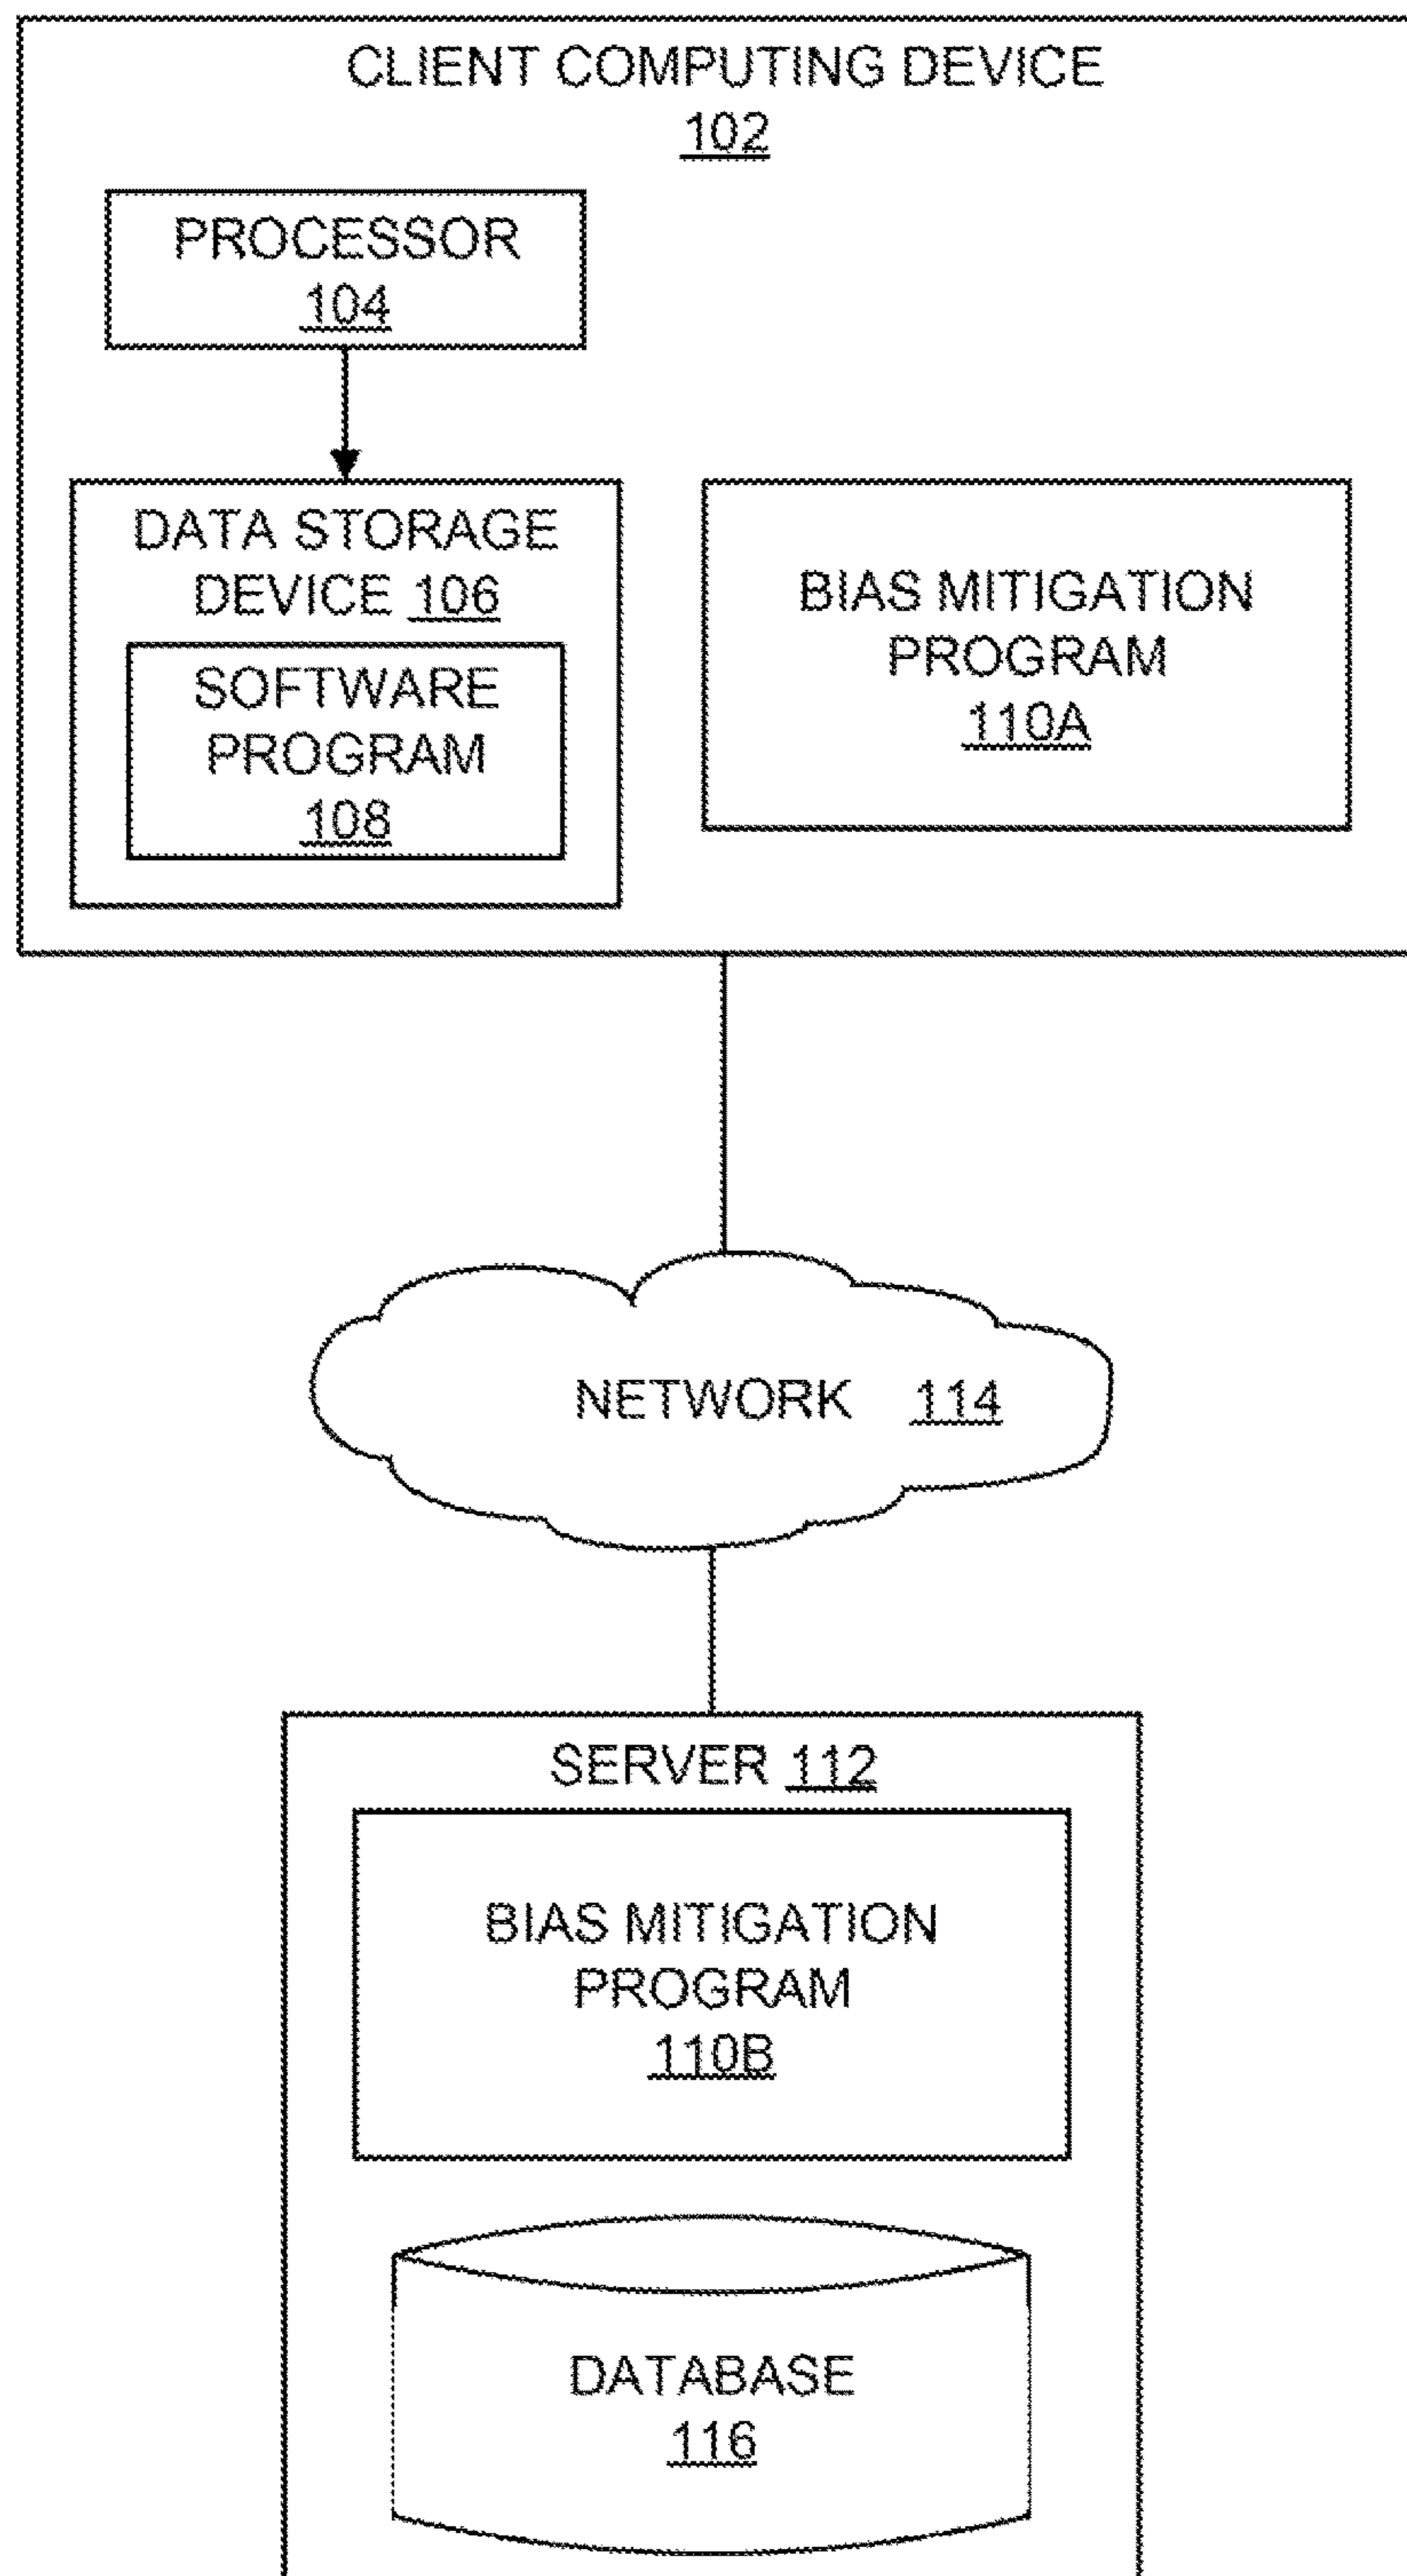 CLIENT COMPUTING DEVICE
102
PROCESSOR
104
DATA STORAGE
DEVICE 106
SOFTWARE
PROGRAM
108
BIAS MITIGATION
PROGRAM
110A
NETWORK 114
SERVER 112
BIAS MITIGATION
PROGRAM
110B
DATABASE
116